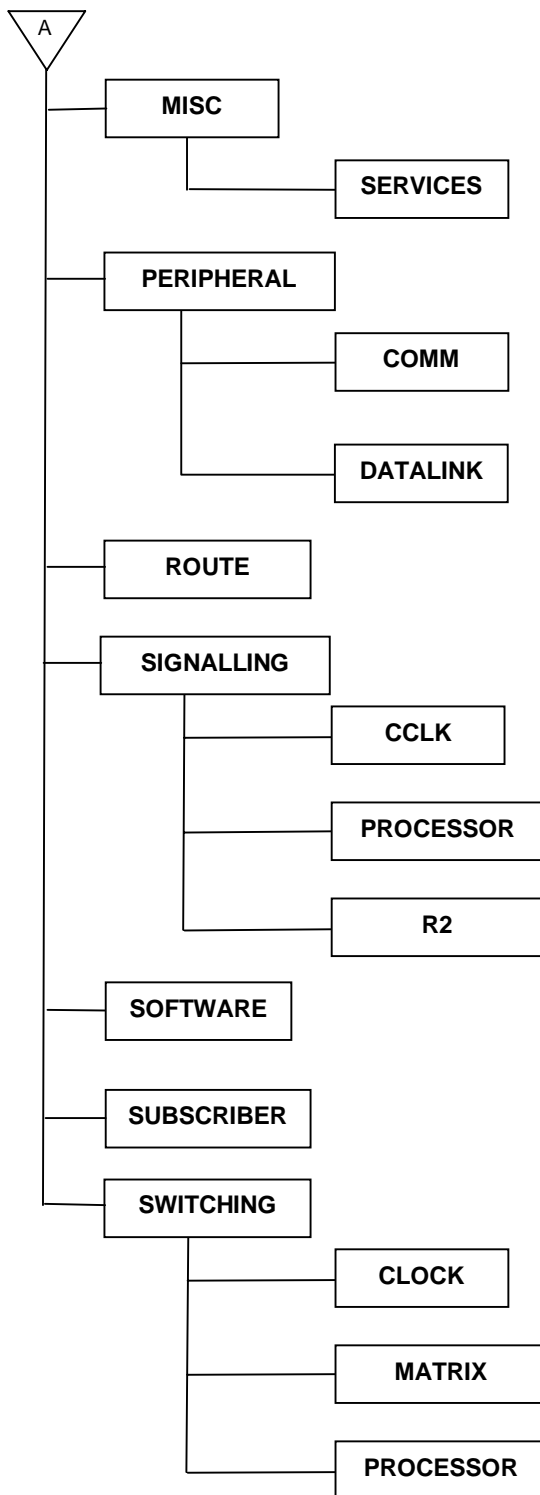 A
MISC
SERVICES
PERIPHERAL
COMM
DATALINK
ROUTE
SIGNALLING
CCLK
PROCESSOR
R2
SOFTWARE
SUBSCRIBER
SWITCHING
CLOCK
MATRIX
PROCESSOR